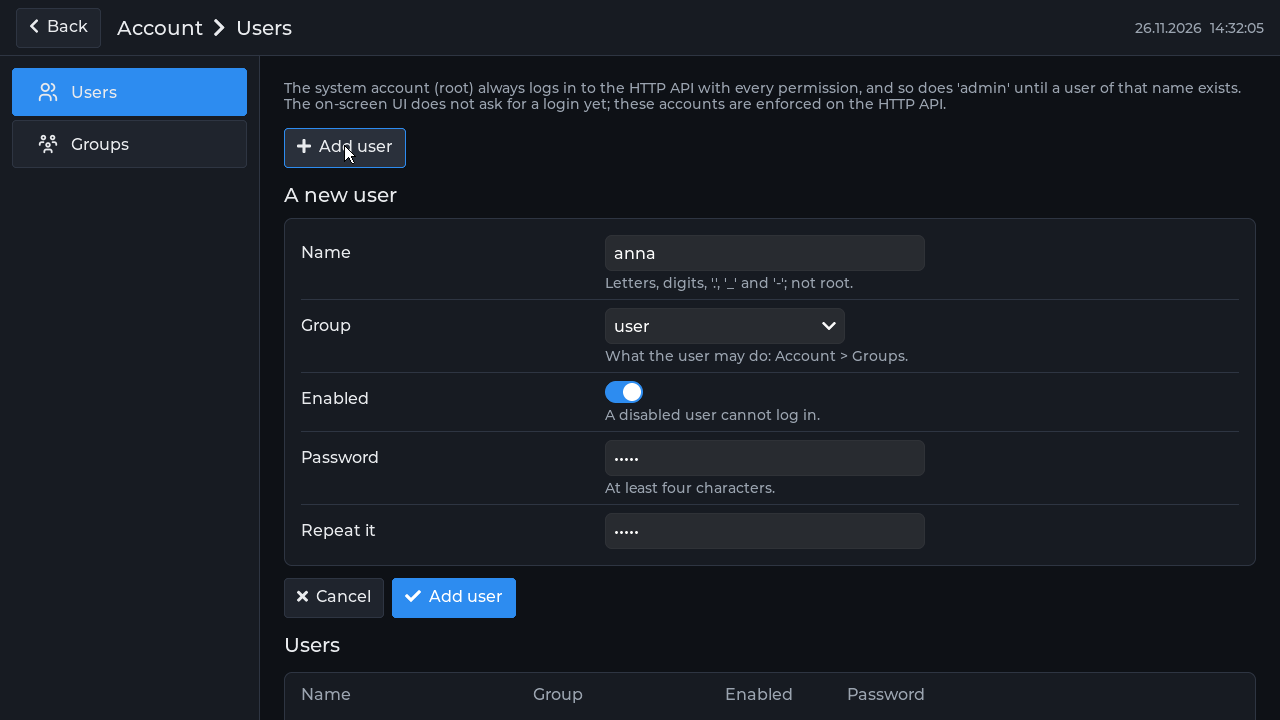 Back
Account > Users
26.11.2026 14:32:05
Users
Groups
The system account (root) always logs in to the HTTP API with every permission, and so does 'admin' until a user of that name exists.
The on-screen UI does not ask for a login yet; these accounts are enforced on the HTTP API.
Add user
A new user
Name
anna
Letters, digits, '.', '_' and '-'; not root.
Group
user
What the user may do: Account > Groups.
Enabled
A disabled user cannot log in.
Password
•••••
At least four characters.
Repeat it
•••••
Cancel
Add user
Users
Name Group Enabled Password